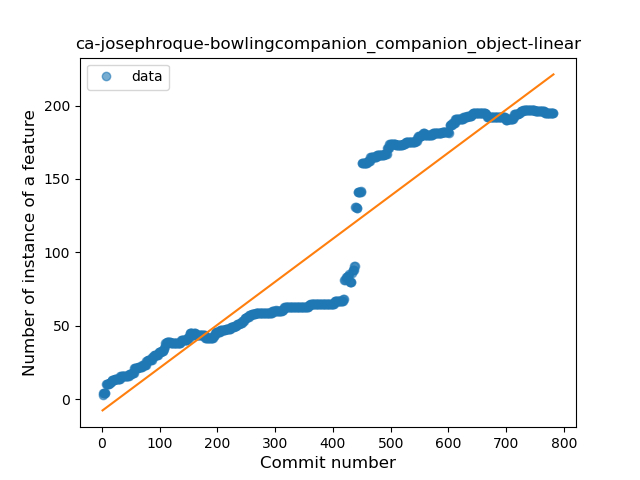 ca-josephroque-bowlingcompanion_companion_object-linear
data
Number of instance of a feature
200
150
100
50
0
0 100 200 300 400 500 600 700 800
Commit number